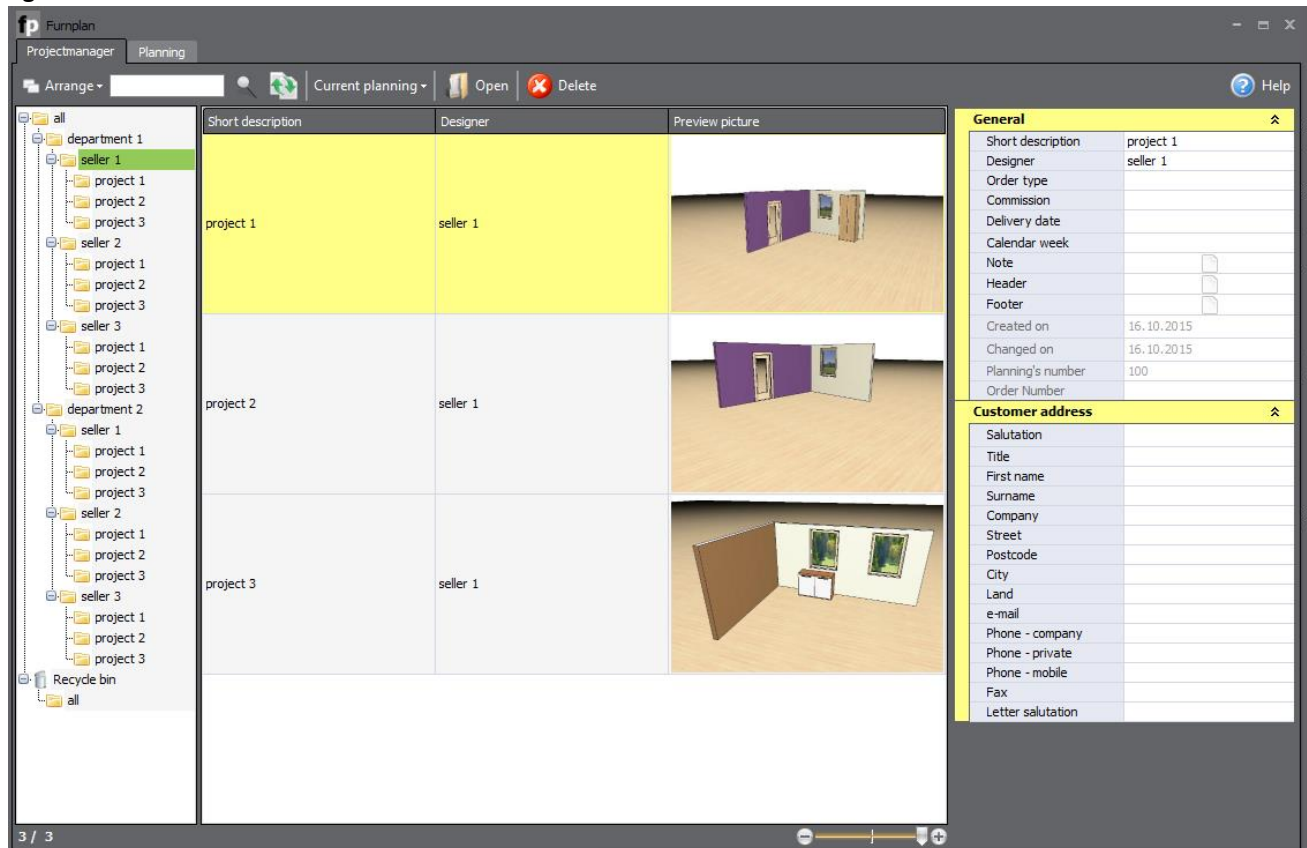 fp Furnplan
Projectmanager Planning
Arrange Current planning Open Delete Help
all
department 1
seller 1
project 1
project 2
project 3
seller 2
project 1
project 2
project 3
seller 3
project 1
project 2
project 3
department 2
seller 1
project 1
project 2
project 3
seller 2
project 1
project 2
project 3
seller 3
project 1
project 2
project 3
Recycle bin
all
Short description Designer Preview picture
project 1 seller 1
project 2 seller 1
project 3 seller 1
General
Short description project 1
Designer seller 1
Order type
Commission
Delivery date
Calendar week
Note
Header
Footer
Created on 16.10.2015
Changed on 16.10.2015
Planning's number 100
Order Number
Customer address
Salutation
Title
First name
Surname
Company
Street
Postcode
City
Land
e-mail
Phone - company
Phone - private
Phone - mobile
Fax
Letter salutation
3 / 3